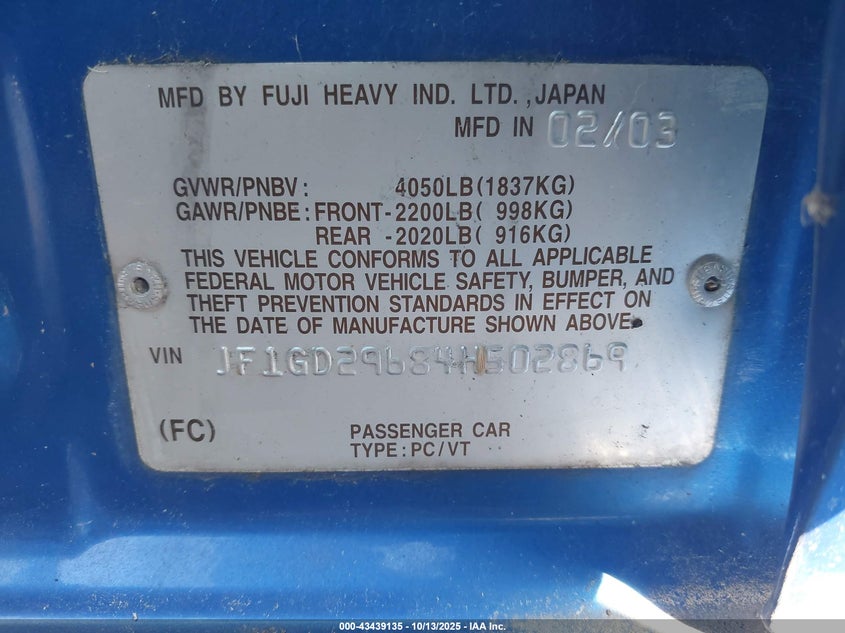 MFD BY FUJI HEAVY IND. LTD.,JAPAN
MFD IN 02/03
GVWR/PNBV: 4050LB(1837KG)
GAWR/PNBE:FRONT-2200LB( 998KG)
REAR -2020LB( 916KG)
THIS VEHICLE CONFORMS TO ALL APPLICABLE
FEDERAL MOTOR VEHICLE SAFETY, BUMPER, AND
THEFT PREVENTION STANDARDS IN EFFECT ON
THE DATE OF MANUFACTURE SHOWN ABOVE.
VIN JF1GD29684H502869
(FC) PASSENGER CAR
TYPE:PC/VT
000-43439135 - 10/13/2025 - IAA Inc.